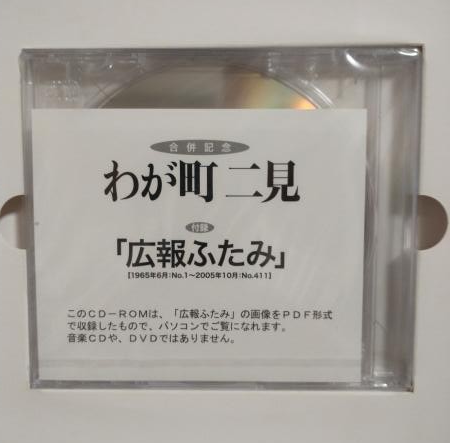 合併記念
わが町 二見
付録
「広報ふたみ」
【1965年6月：No.1～2005年10月：No.411】
このCD－ROMは、「広報ふたみ」の画像をPDF形式
で収録したもので、パソコンでご覧になれます。
音楽CDや、DVDではありません。